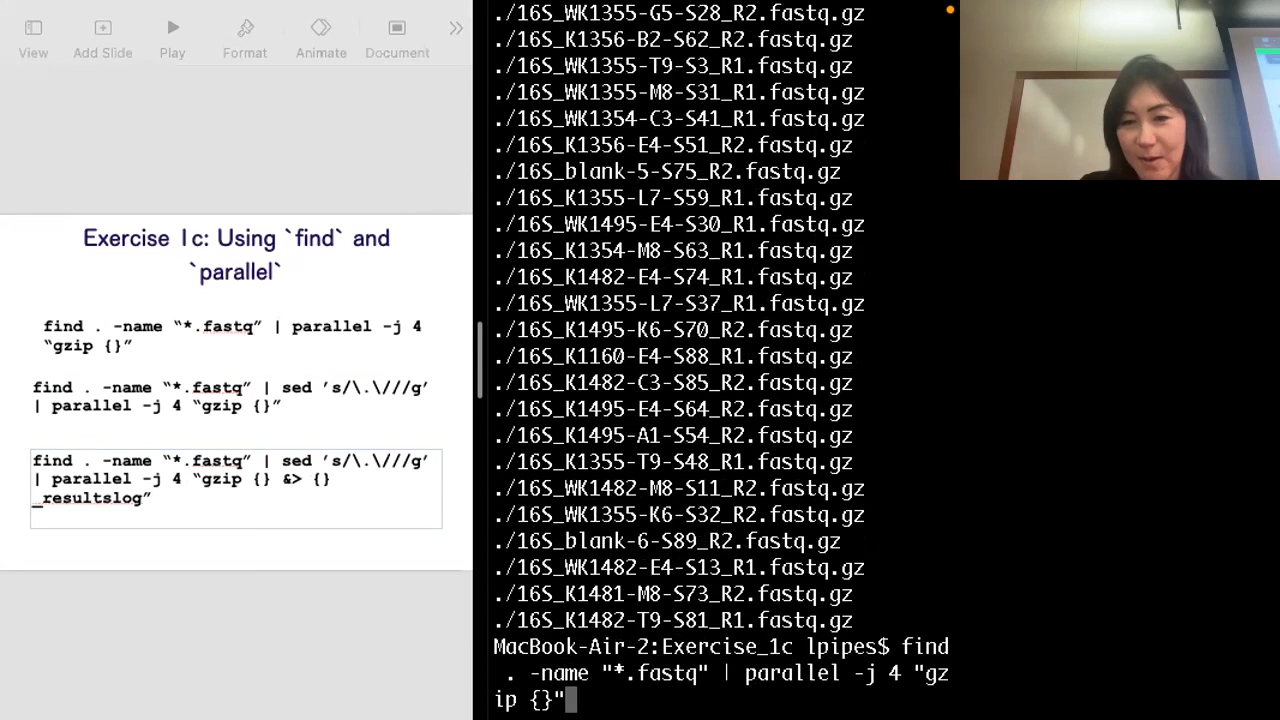 View
Add Slide
Play
Format
Animate
Document
Exercise 1c: Using `find` and
`parallel`
find . -name “*.fastq” | parallel -j 4
“gzip {}”
find . -name “*.fastq” | sed ’s/\.\///g’
| parallel -j 4 “gzip {}”
find . -name “*.fastq” | sed ’s/\.\///g’
| parallel -j 4 “gzip {} &> {}
_resultslog”
./16S_WK1355-G5-S28_R2.fastq.gz
./16S_K1356-B2-S62_R2.fastq.gz
./16S_WK1355-T9-S3_R1.fastq.gz
./16S_WK1355-M8-S31_R1.fastq.gz
./16S_WK1354-C3-S41_R1.fastq.gz
./16S_K1356-E4-S51_R2.fastq.gz
./16S_blank-5-S75_R2.fastq.gz
./16S_K1355-L7-S59_R1.fastq.gz
./16S_WK1495-E4-S30_R1.fastq.gz
./16S_K1354-M8-S63_R1.fastq.gz
./16S_K1482-E4-S74_R1.fastq.gz
./16S_WK1355-L7-S37_R1.fastq.gz
./16S_K1495-K6-S70_R2.fastq.gz
./16S_K1160-E4-S88_R1.fastq.gz
./16S_K1482-C3-S85_R2.fastq.gz
./16S_K1495-E4-S64_R2.fastq.gz
./16S_K1495-A1-S54_R2.fastq.gz
./16S_K1355-T9-S48_R1.fastq.gz
./16S_WK1482-M8-S11_R2.fastq.gz
./16S_WK1355-K6-S32_R2.fastq.gz
./16S_blank-6-S89_R2.fastq.gz
./16S_WK1482-E4-S13_R1.fastq.gz
./16S_K1481-M8-S73_R2.fastq.gz
./16S_K1482-T9-S81_R1.fastq.gz
MacBook-Air-2:Exercise_1c lpipes$ find
. -name "*.fastq" | parallel -j 4 "gz
ip {}"